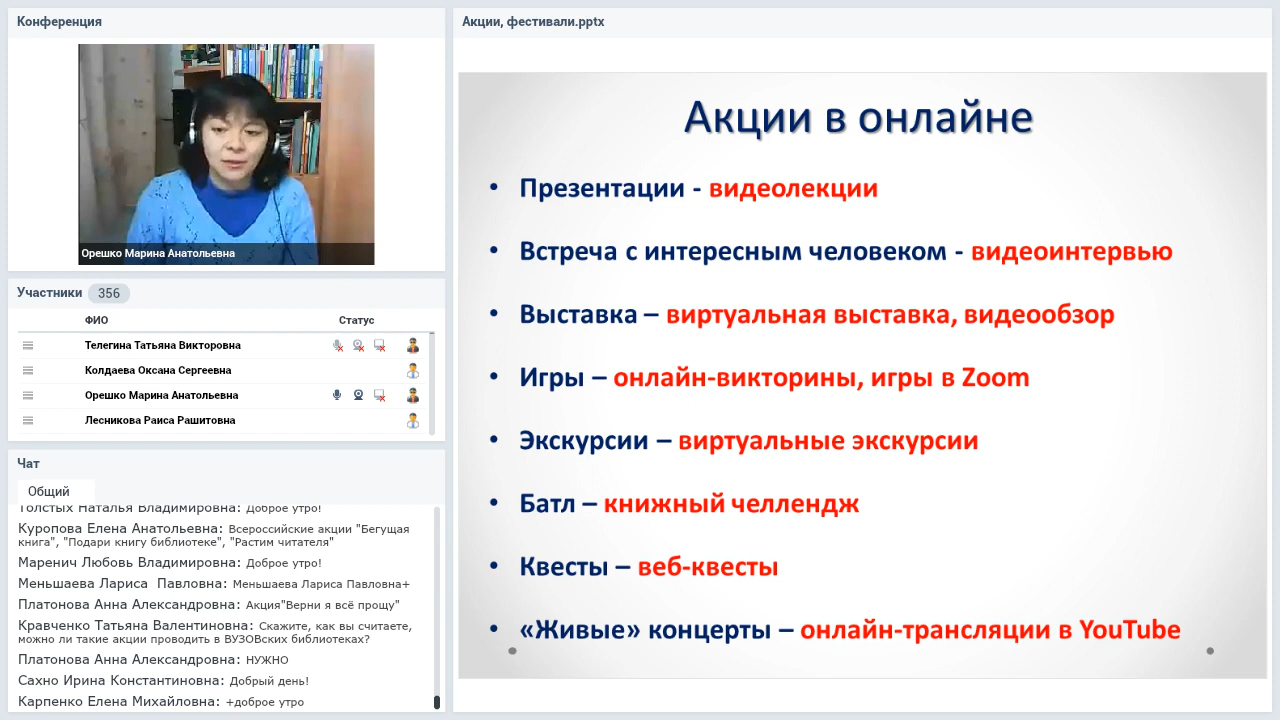 Конференция
Орешко Марина Анатольевна
Участники 356
ФИО Статус
Телегина Татьяна Викторовна
Колдаева Оксана Сергеевна
Орешко Марина Анатольевна
Лесникова Раиса Рашитовна
Чат
Общий
Толстых Наталья Владимировна: Доброе утро!
Куропова Елена Анатольевна: Всероссийские акции "Бегущая
книга", "Подари книгу библиотеке", "Растим читателя"
Маренич Любовь Владимировна: Доброе утро!
Меньшаева Лариса  Павловна: Меньшаева Лариса Павловна+
Платонова Анна Александровна: Акция"Верни я всё прощу"
Кравченко Татьяна Валентиновна: Скажите, как вы считаете,
можно ли такие акции проводить в ВУЗОВских библиотеках?
Платонова Анна Александровна: НУЖНО
Сахно Ирина Константиновна: Добрый день!
Карпенко Елена Михайловна: +доброе утро
Акции, фестивали.pptx
Акции в онлайне
• Презентации - видеолекции
• Встреча с интересным человеком - видеоинтервью
• Выставка – виртуальная выставка, видеообзор
• Игры – онлайн-викторины, игры в Zoom
• Экскурсии – виртуальные экскурсии
• Батл – книжный челлендж
• Квесты – веб-квесты
• «Живые» концерты – онлайн-трансляции в YouTube